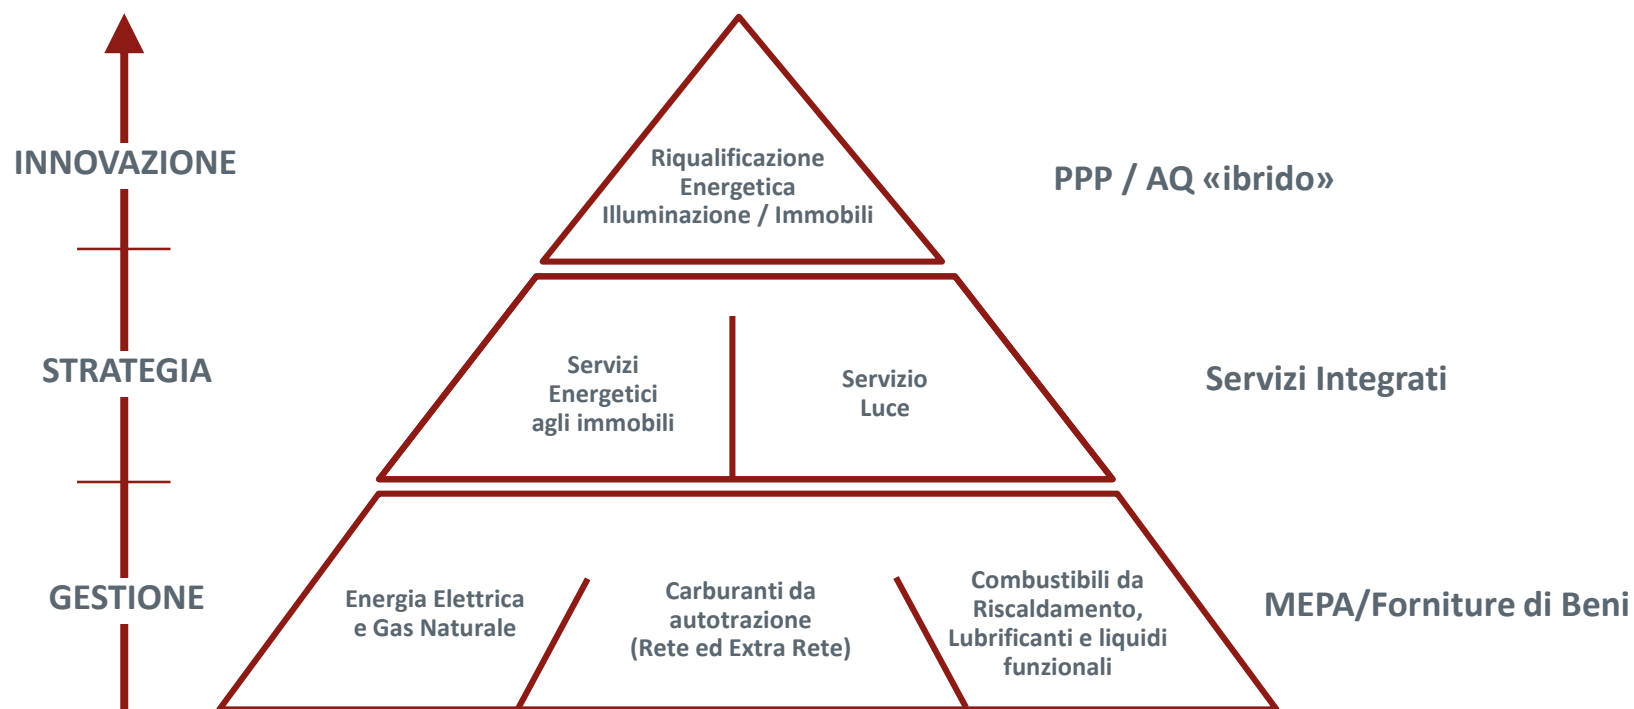 INNOVAZIONE
Riqualificazione
Energetica
Illuminazione / Immobili
PPP / AQ «ibrido»
STRATEGIA
Servizi
Energetici
agli immobili
Servizio
Luce
Servizi Integrati
GESTIONE
Energia Elettrica
e Gas Naturale
Carburanti da
autotrazione
(Rete ed Extra Rete)
Combustibili da
Riscaldamento,
Lubrificanti e liquidi
funzionali
MEPA/Forniture di Beni